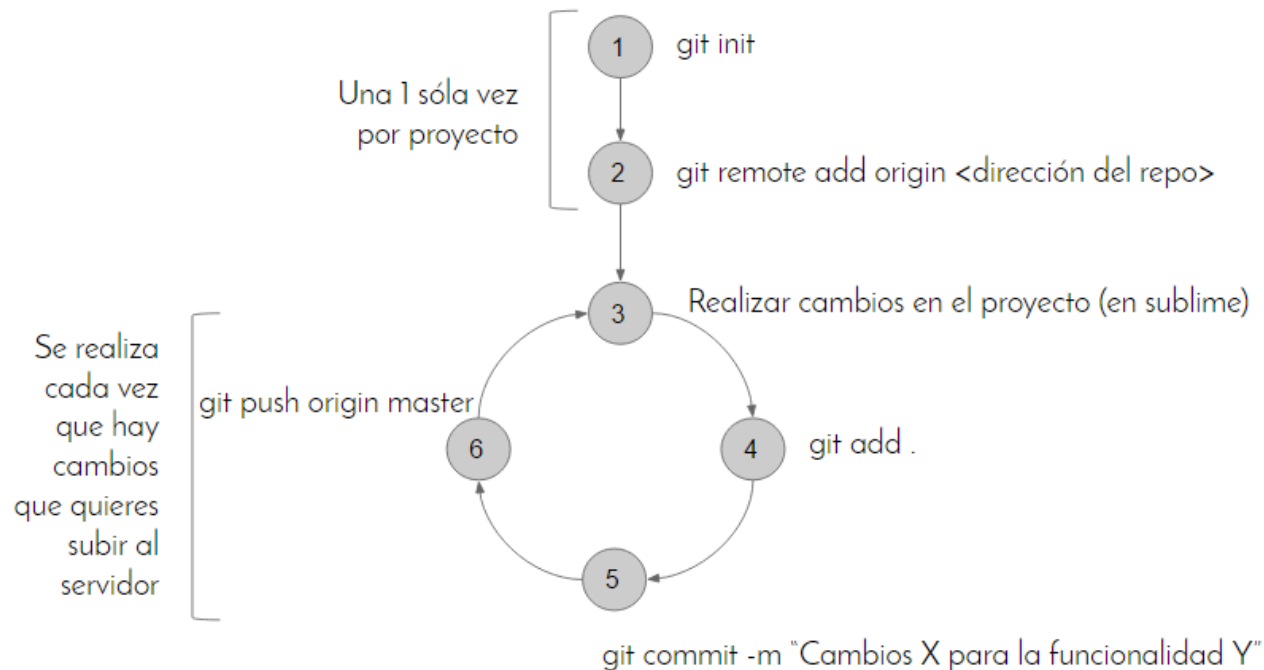 1
git init
Una 1 sóla vez
por proyecto
2
git remote add origin <dirección del repo>
3
Realizar cambios en el proyecto (en sublime)
Se realiza
cada vez
que hay
cambios
que quieres
subir al
servidor
git push origin master
6
4
git add .
5
git commit -m “Cambios X para la funcionalidad Y”